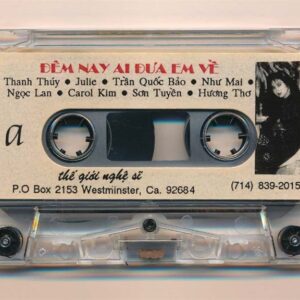 ĐÊM NAY AI ĐƯA EM VỀ
Thanh Thúy • Julie • Trần Quốc Bảo • Như Mai •
Ngọc Lan • Carol Kim • Sơn Tuyền • Hương Thơ
a
thế giới nghệ sĩ
P.O Box 2153 Westminster, Ca. 92684
(714) 839-2015